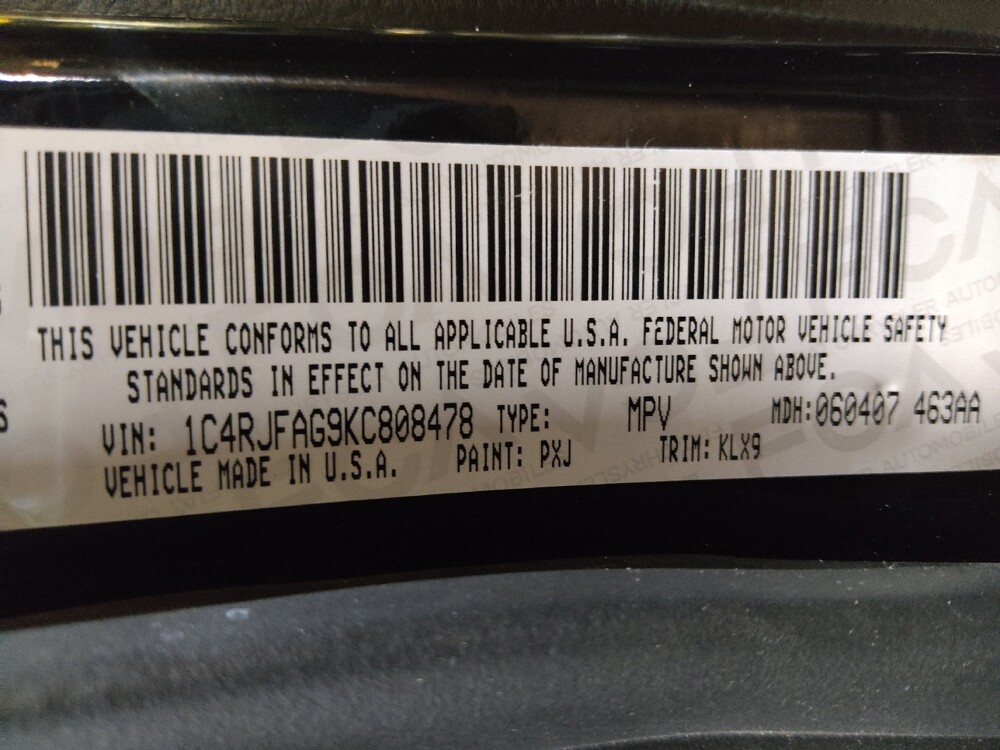 THIS VEHICLE CONFORMS TO ALL APPLICABLE U.S.A. FEDERAL MOTOR VEHICLE SAFETY
STANDARDS IN EFFECT ON THE DATE OF MANUFACTURE SHOWN ABOVE.
VIN: 1C4RJFAG9KC808478 TYPE: MPV MDH:060407 463AA
VEHICLE MADE IN U.S.A. PAINT: PXJ TRIM: KLX9